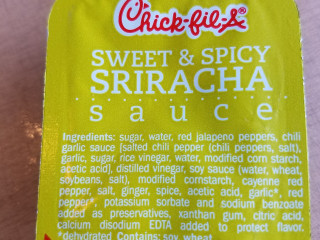 Chick-fil-A®
SWEET & SPICY
SRIRACHA
sauce
Ingredients: sugar, water, red jalapeno peppers, chili
garlic sauce [salted chili pepper (chili peppers, salt),
garlic, sugar, rice vinegar, water, modified corn starch,
acetic acid], distilled vinegar, soy sauce (water, wheat,
soybeans, salt), modified cornstarch, cayenne red
pepper, salt, ginger, spice, acetic acid, garlic*, red
pepper*, potassium sorbate and sodium benzoate
added as preservatives, xanthan gum, citric acid,
calcium disodium EDTA added to protect flavor.
*dehydrated Contains: soy, wheat